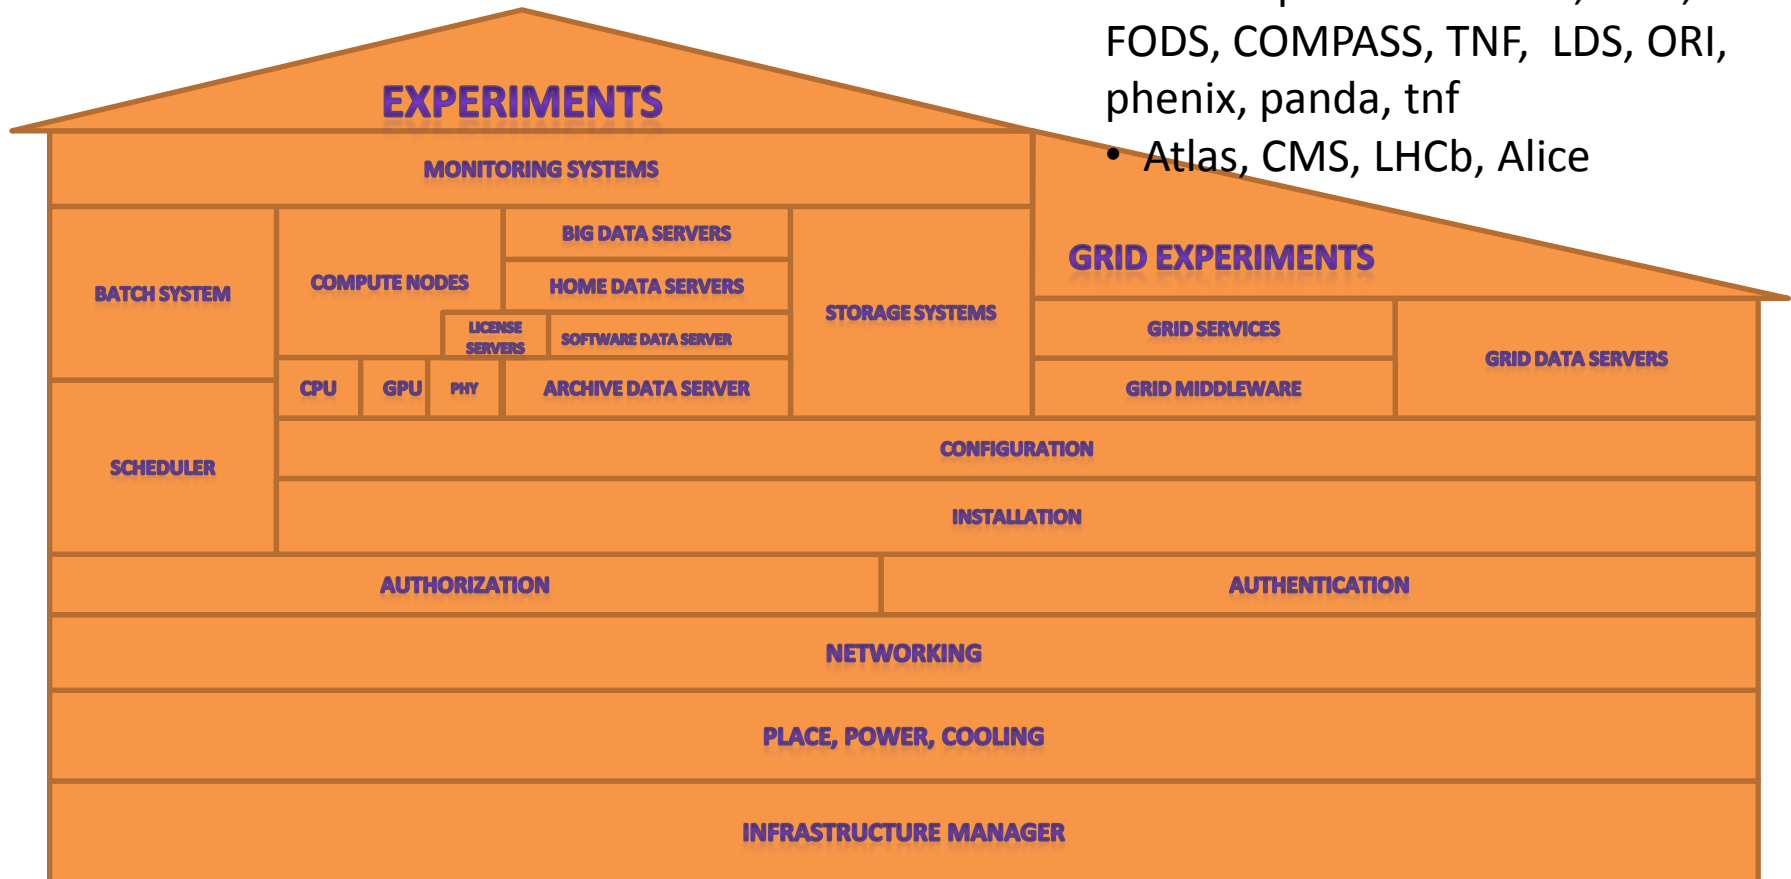 FODS, COMPASS, TNF, LDS, ORI,
phenix, panda, tnf
• Atlas, CMS, LHCb, Alice
EXPERIMENTS
MONITORING SYSTEMS
BIG DATA SERVERS
GRID EXPERIMENTS
COMPUTE NODES
HOME DATA SERVERS
BATCH SYSTEM
STORAGE SYSTEMS
LICENSE
SERVERS
SOFTWARE DATA SERVER
GRID SERVICES
GRID DATA SERVERS
CPU
GPU
PHY
ARCHIVE DATA SERVER
GRID MIDDLEWARE
CONFIGURATION
SCHEDULER
INSTALLATION
AUTHORIZATION
AUTHENTICATION
NETWORKING
PLACE, POWER, COOLING
INFRASTRUCTURE MANAGER